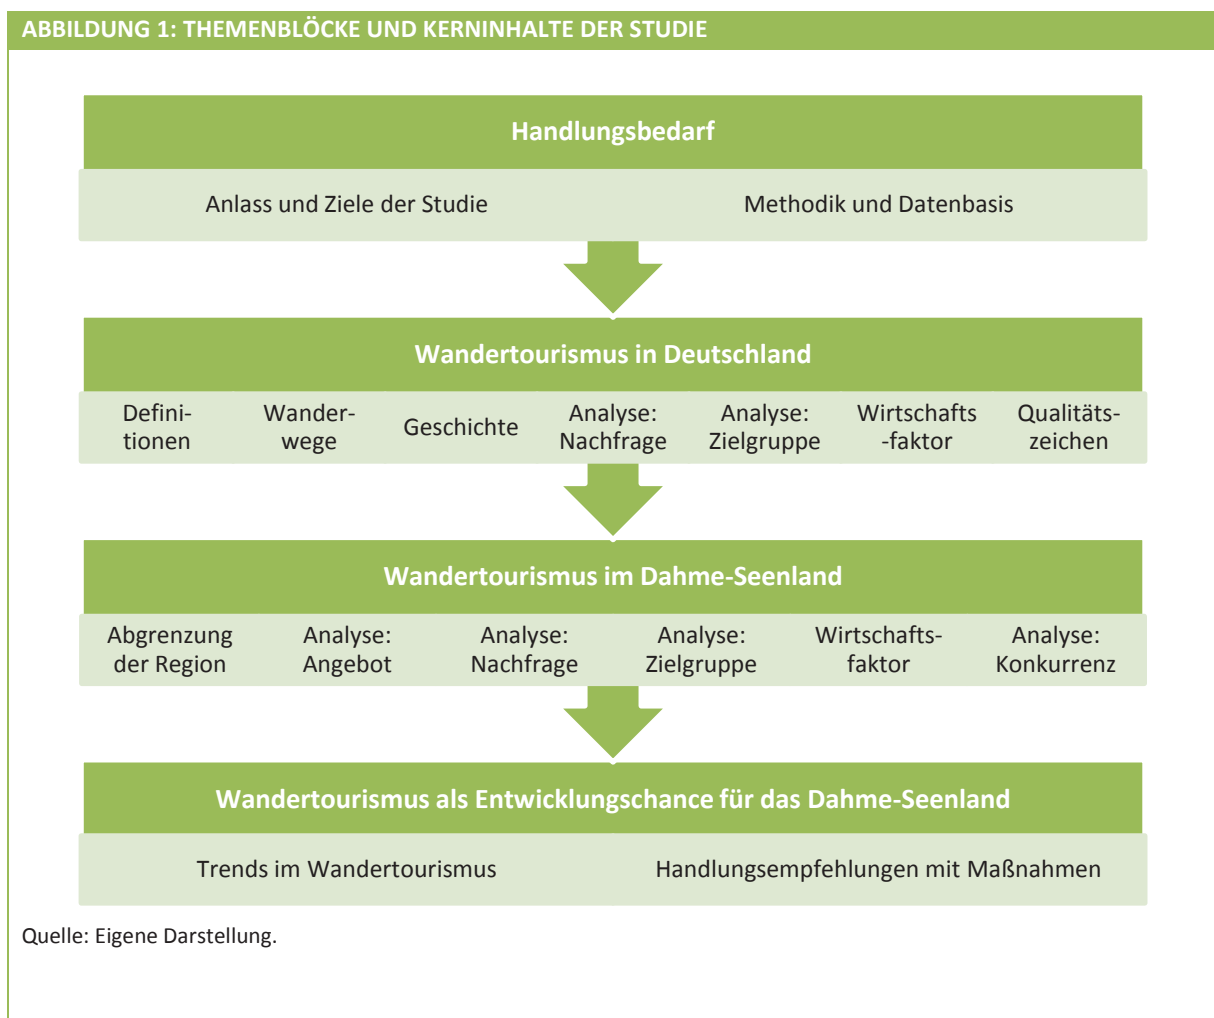 ABBILDUNG 1: THEMENBLÖCKE UND KERNINHALTE DER STUDIE
Handlungsbedarf
Anlass und Ziele der Studie
Methodik und Datenbasis
Wandertourismus in Deutschland
Defini-
tionen
Wander-
wege
Geschichte
Analyse:
Nachfrage
Analyse:
Zielgruppe
Wirtschafts
-faktor
Qualitäts-
zeichen
Wandertourismus im Dahme-Seenland
Abgrenzung
der Region
Analyse:
Angebot
Analyse:
Nachfrage
Analyse:
Zielgruppe
Wirtschafts-
faktor
Analyse:
Konkurrenz
Wandertourismus als Entwicklungschance für das Dahme-Seenland
Trends im Wandertourismus
Handlungsempfehlungen mit Maßnahmen
Quelle: Eigene Darstellung.